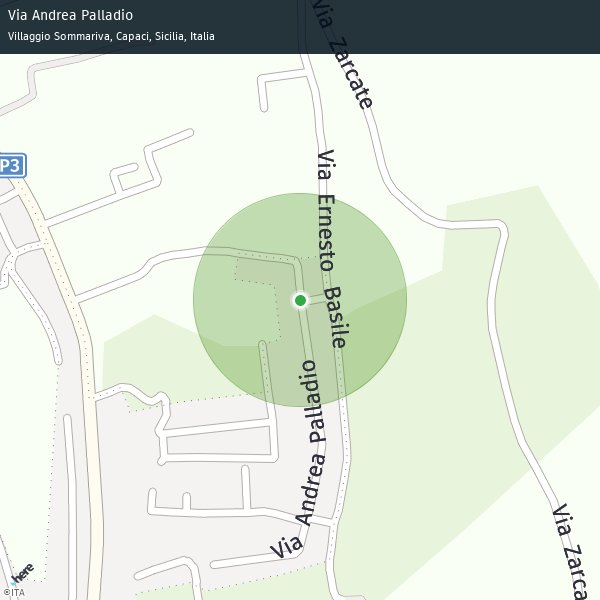 Via Andrea Palladio
Villaggio Sommariva, Capaci, Sicilia, Italia
Via Zarcate
P3
Via Ernesto Basile
Via Andrea Palladio
Via Zarca
here
©ITA